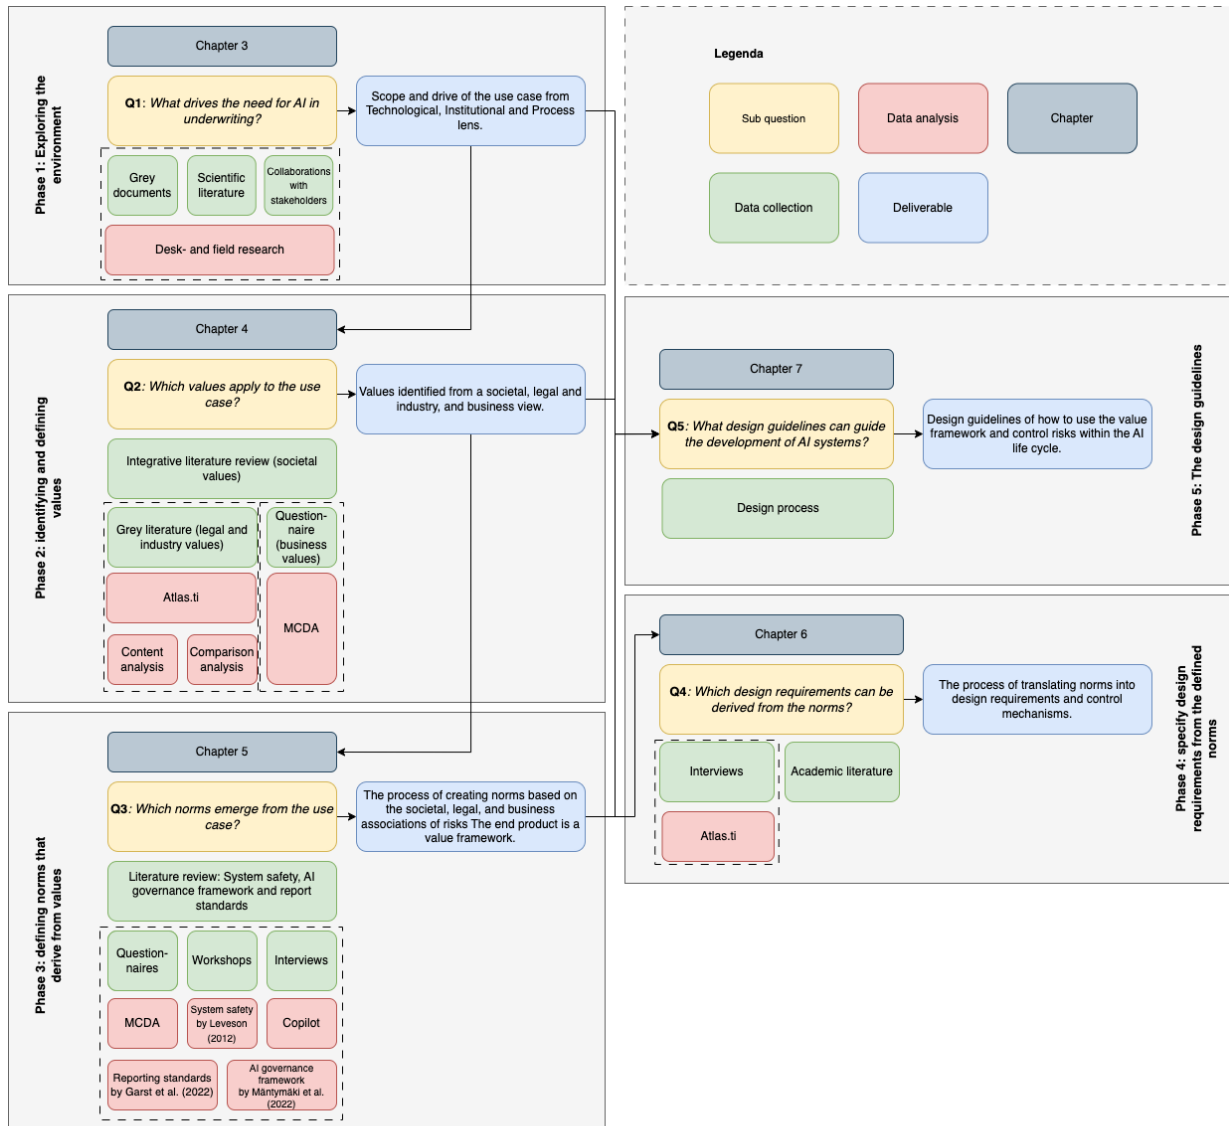 Phase 1: Exploring the
environment
Chapter 3
Q1: What drives the need for AI in
underwriting?
Scope and drive of the use case from
Technological, Institutional and Process
lens.
Grey
documents
Scientific
literature
Collaborations
with
stakeholders
Desk- and field research
Legenda
Sub question
Data analysis
Chapter
Data collection
Deliverable
Phase 2: identifying and defining
values
Chapter 4
Q2: Which values apply to the use
case?
Values identified from a societal, legal and
industry, and business view.
Integrative literature review (societal
values)
Grey literature (legal and
industry values)
Question-
naire
(business
values)
Atlas.ti
MCDA
Content
analysis
Comparison
analysis
Phase 3: defining norms that
derive from values
Chapter 5
Q3: Which norms emerge from the use
case?
The process of creating norms based on
the societal, legal, and business
associations of risks The end product is a
value framework.
Literature review: System safety, AI
governance framework and report
standards
Question-
naires
Workshops
Interviews
MCDA
System safety
by Leveson
(2012)
Copilot
Reporting standards
by Garst et al. (2022)
AI governance
framework
by Mäntymäki et al.
(2022)
Chapter 7
Q5: What design guidelines can guide
the development of AI systems?
Design guidelines of how to use the value
framework and control risks within the AI
life cycle.
Design process
Phase 5: The design guidelines
Chapter 6
Q4: Which design requirements can be
derived from the norms?
The process of translating norms into
design requirements and control
mechanisms.
Interviews
Academic literature
Atlas.ti
Phase 4: specify design
requirements from the defined
norms